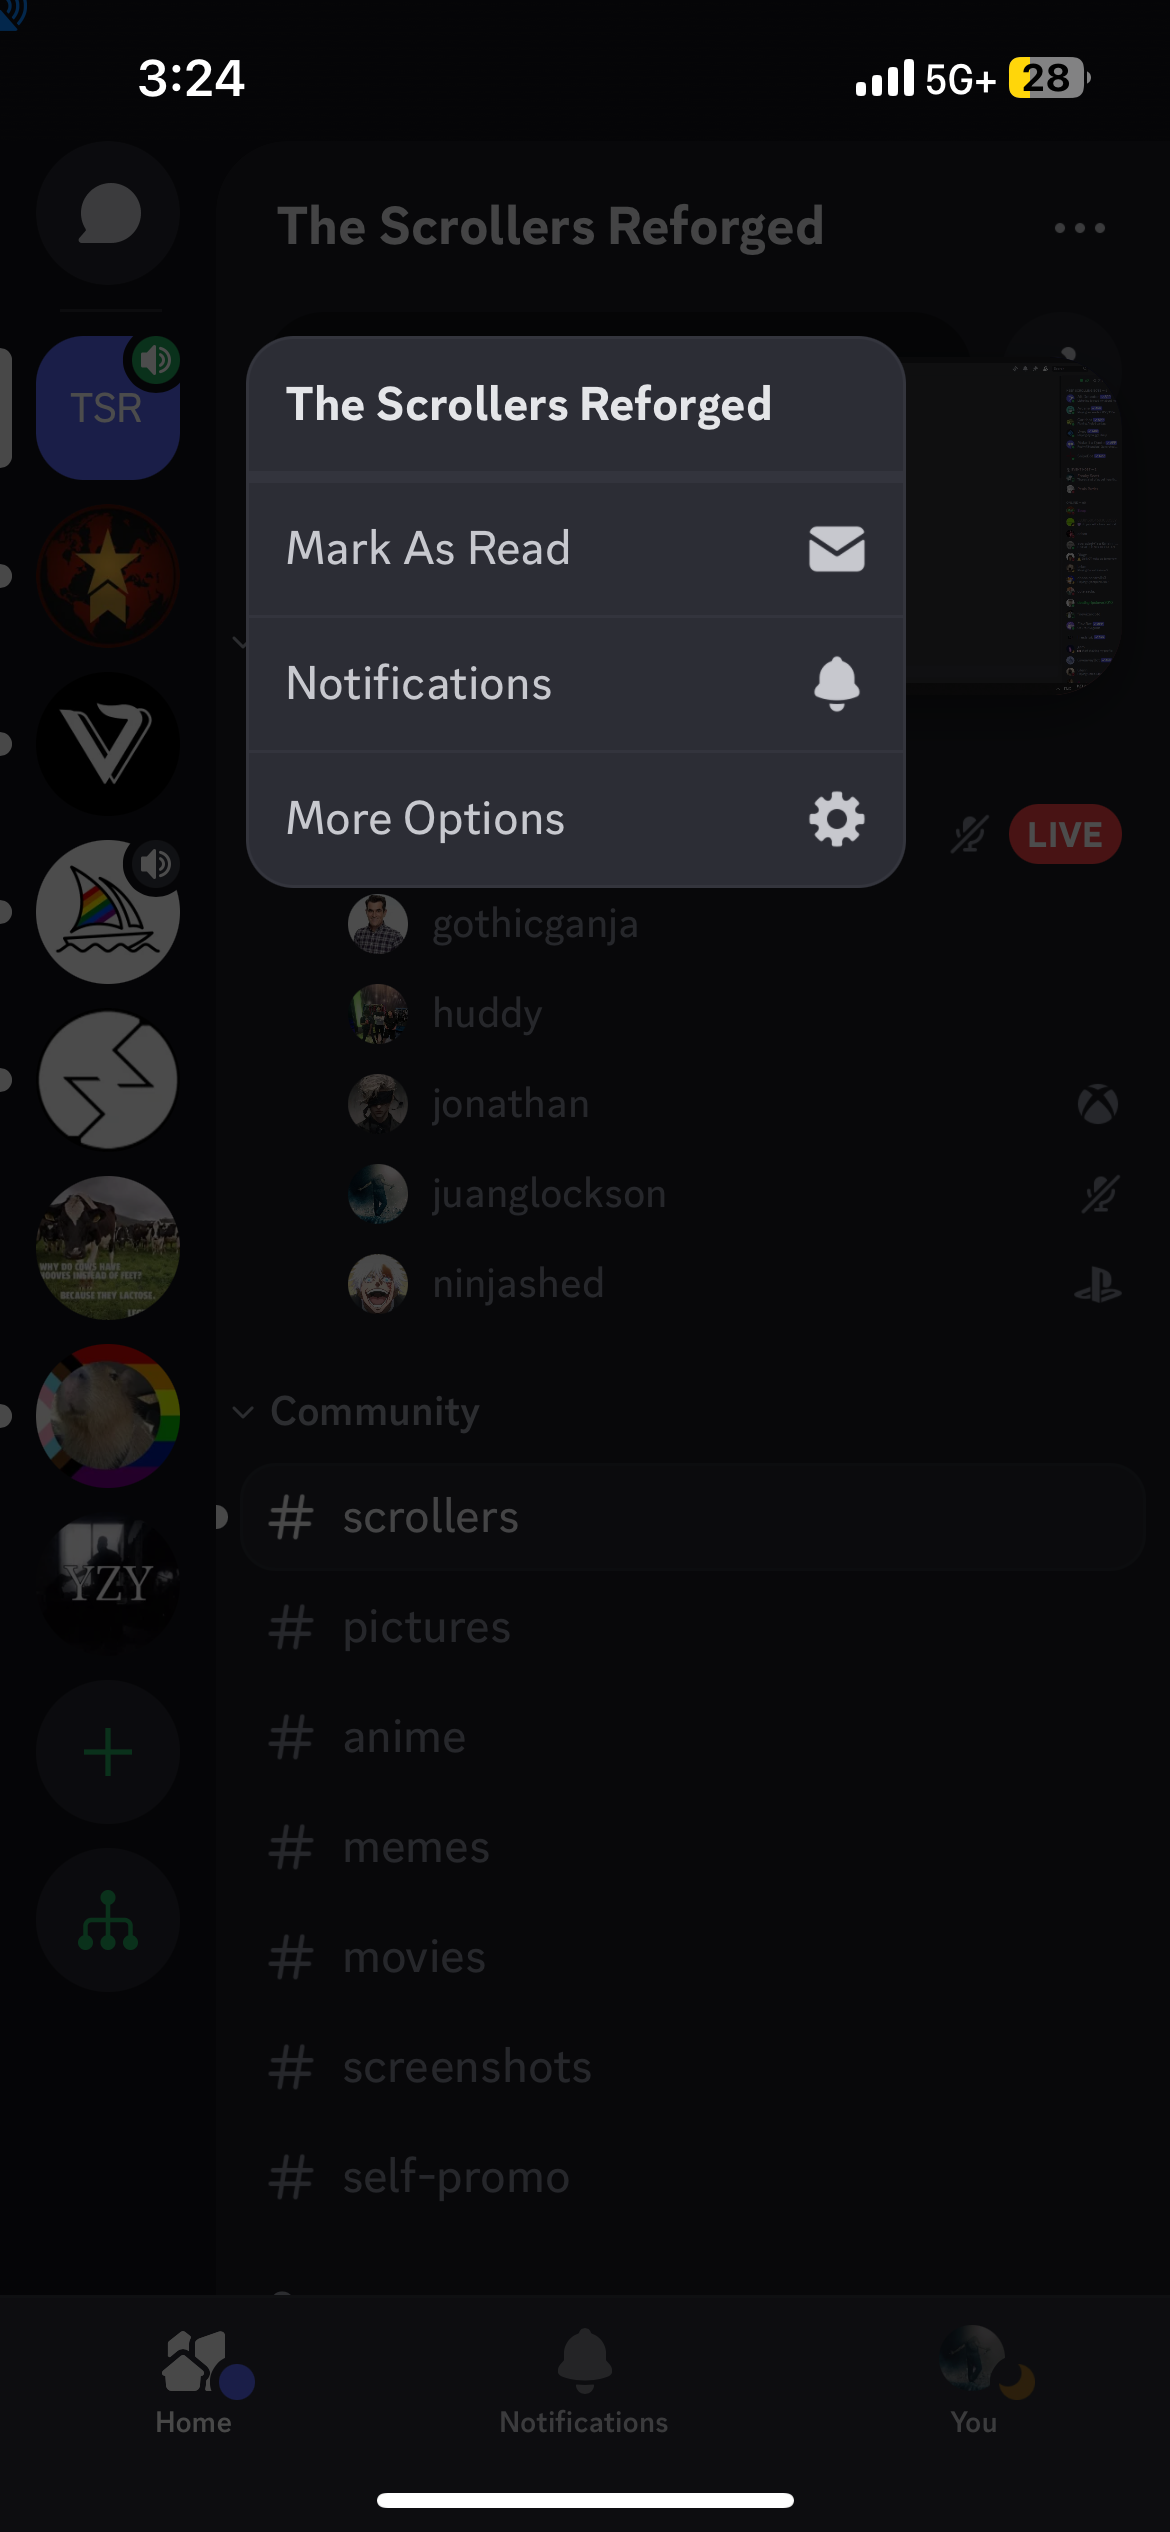 3:24
5G+
28
The Scrollers Reforged
TSR
The Scrollers Reforged
Mark As Read
Notifications
More Options
LIVE
gothicganja
huddy
jonathan
juanglockson
ninjashed
WHY DO COWS HAVE
HOOVES INSTEAD OF FEET?
BECAUSE THEY LACTOSE.
Community
# scrollers
YZY
# pictures
# anime
# memes
# movies
# screenshots
# self-promo
Home
Notifications
You